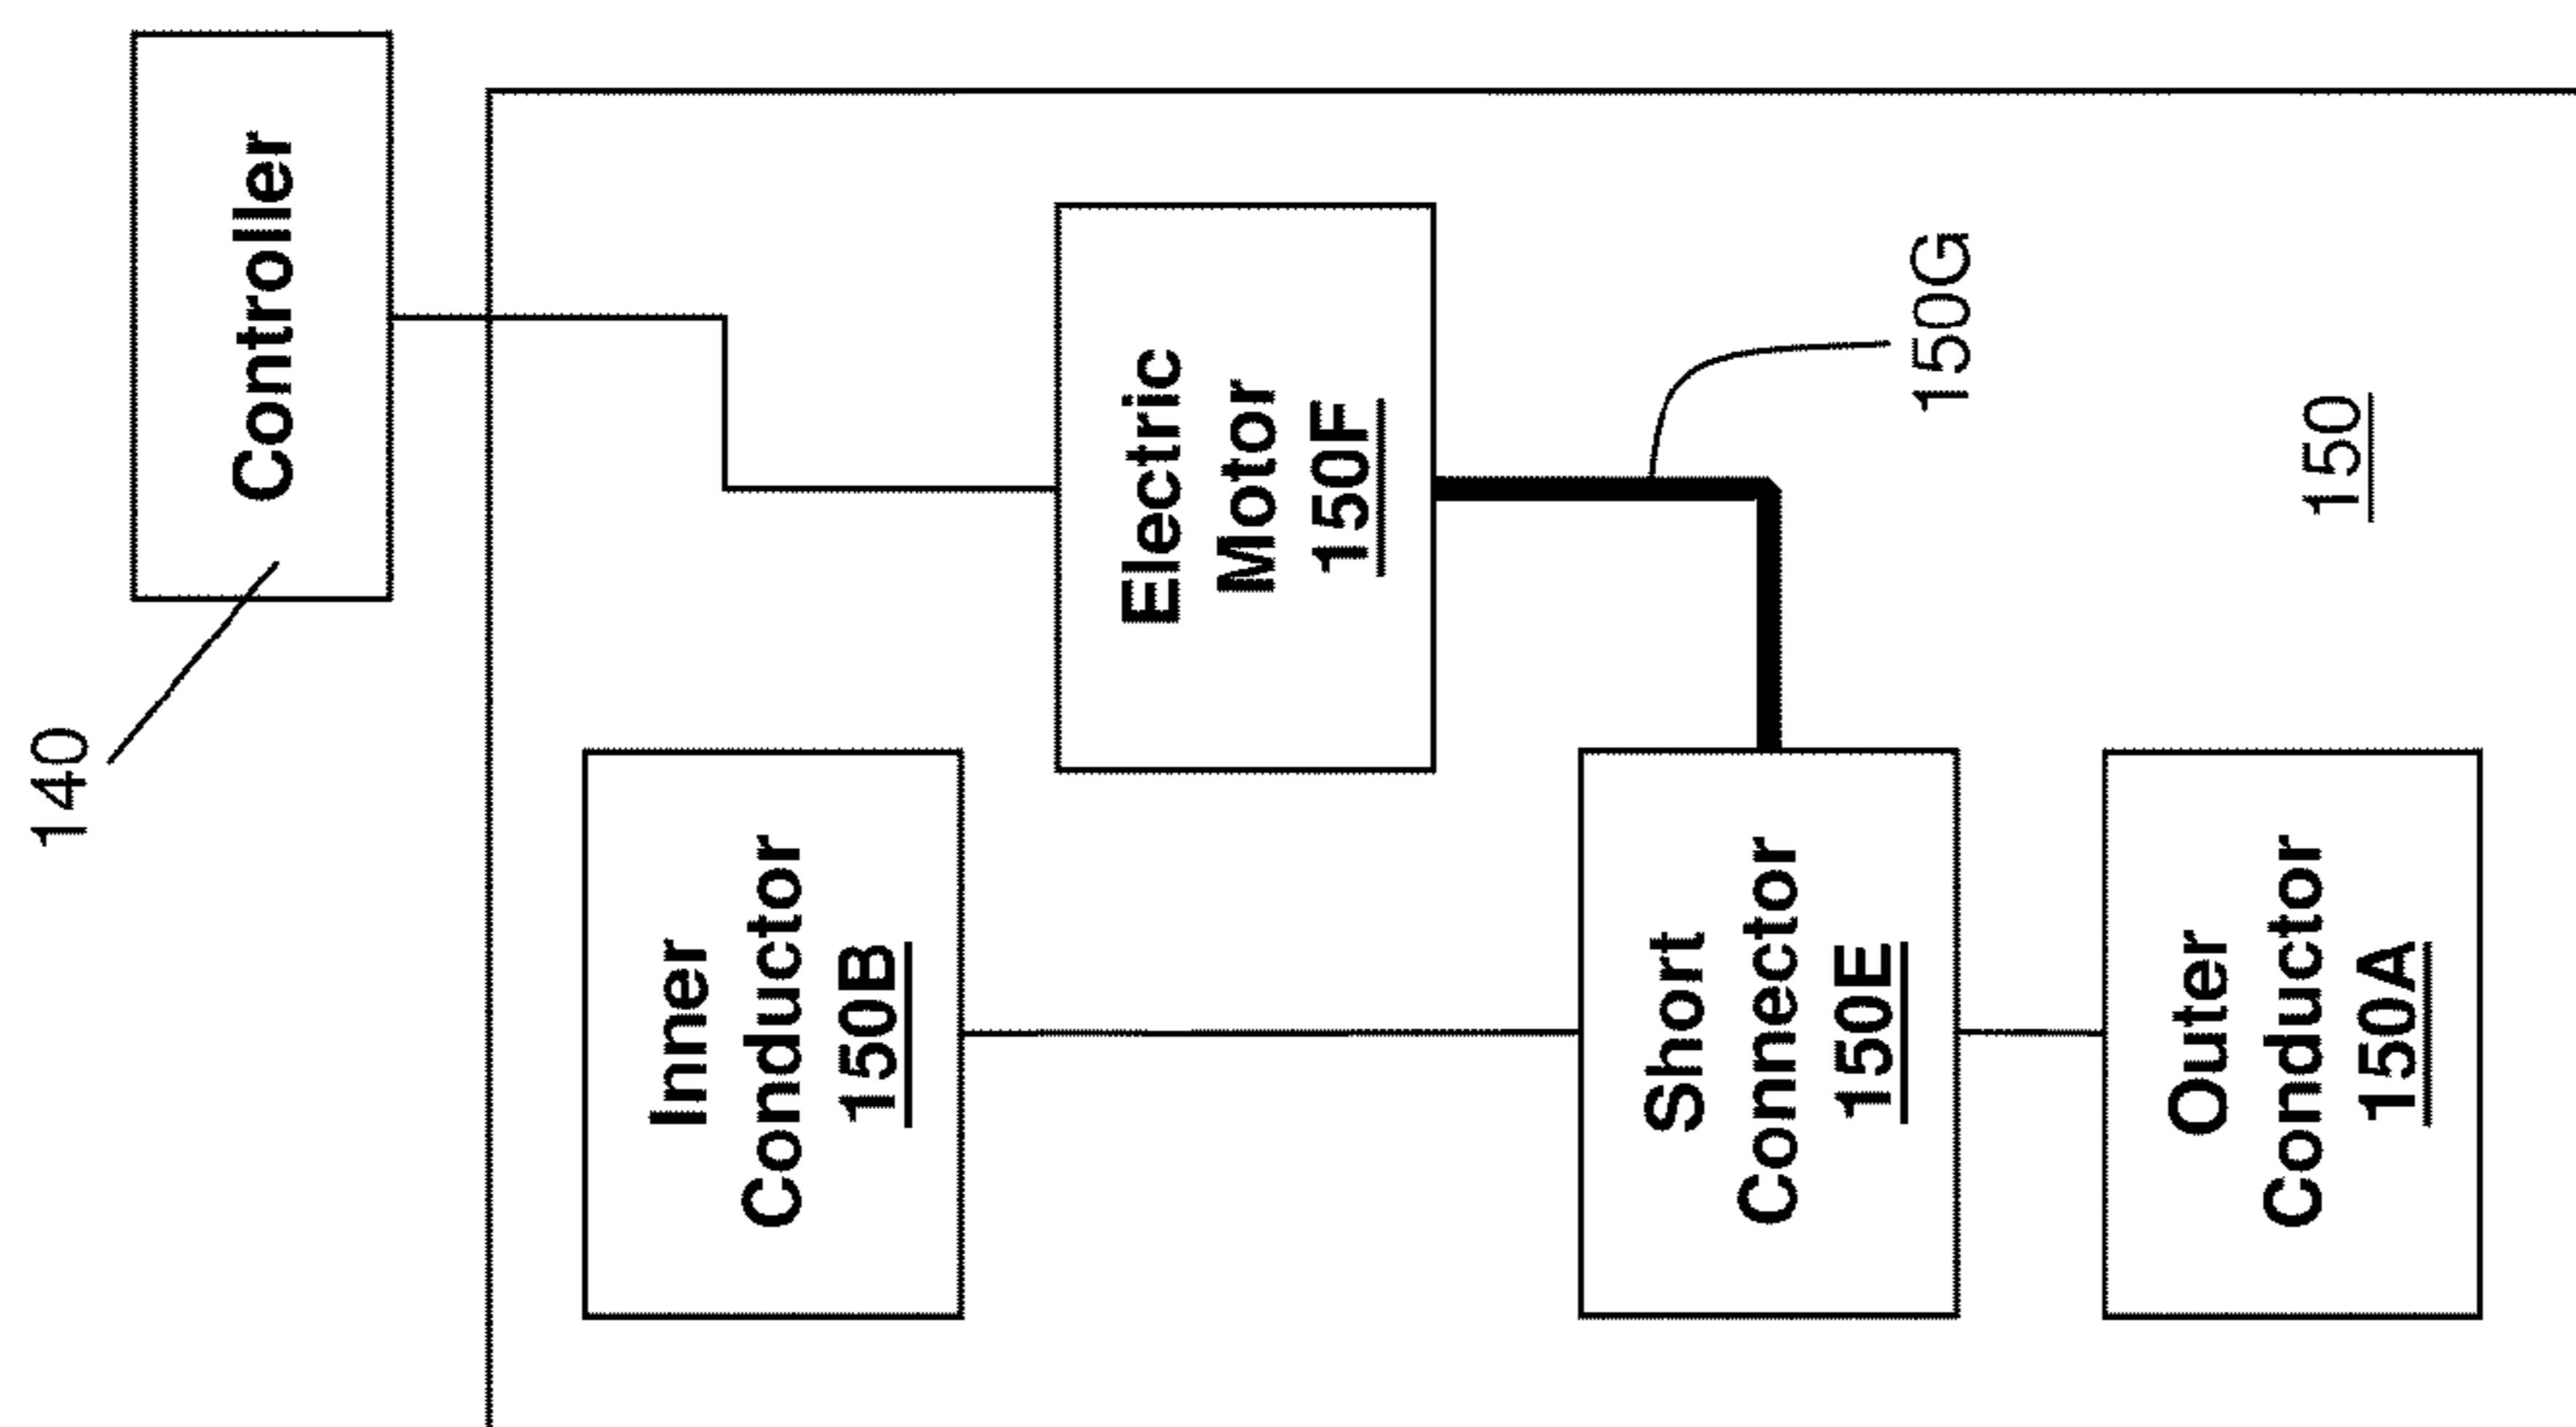 140
Controller
Inner
Conductor
150B
Electric
Motor
150F
Short
Connector
150E
150G
Outer
Conductor
150A
150